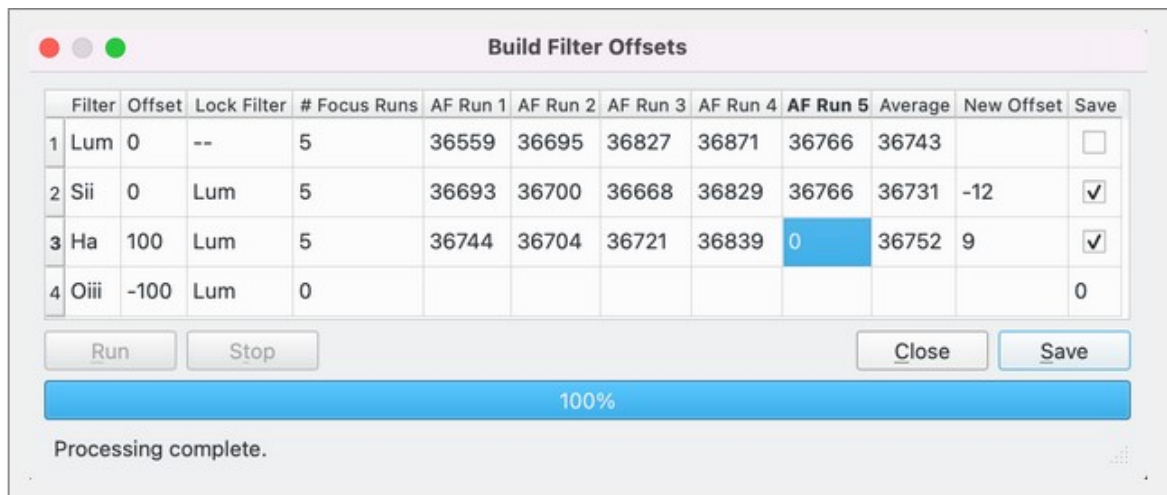 Build Filter Offsets
Filter Offset Lock Filter # Focus Runs AF Run 1 AF Run 2 AF Run 3 AF Run 4 AF Run 5 Average New Offset Save
1 Lum 0 -- 5 36559 36695 36827 36871 36766 36743
2 Sii 0 Lum 5 36693 36700 36668 36829 36766 36731 -12 ✓
3 Ha 100 Lum 5 36744 36704 36721 36839 0 36752 9 ✓
4 Oiii -100 Lum 0 0
Run Stop Close Save
100%
Processing complete.